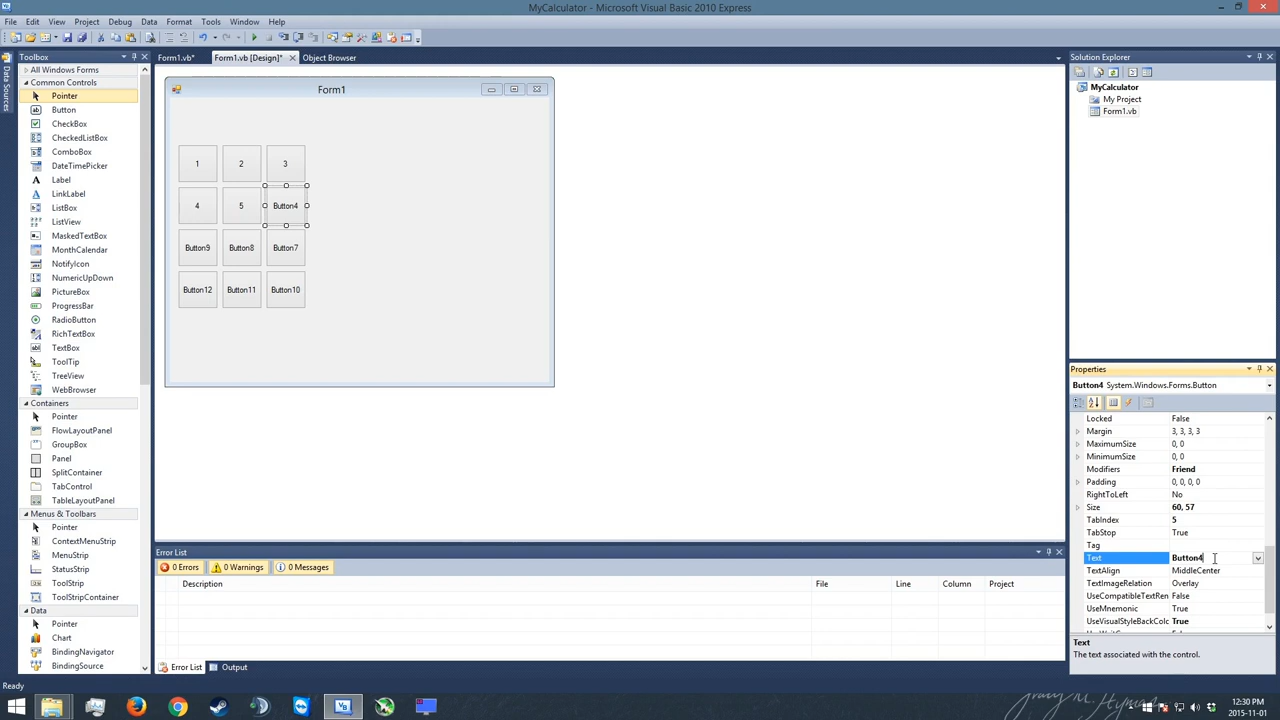 MyCalculator - Microsoft Visual Basic 2010 Express
File Edit View Project Debug Data Format Tools Window Help
Toolbox
Form1.vb* Form1.vb [Design]* Object Browser
Solution Explorer
Data Sources
All Windows Forms
Common Controls
Pointer
Button
CheckBox
CheckedListBox
ComboBox
DateTimePicker
Label
LinkLabel
ListBox
ListView
MaskedTextBox
MonthCalendar
NotifyIcon
NumericUpDown
PictureBox
ProgressBar
RadioButton
RichTextBox
TextBox
ToolTip
TreeView
WebBrowser
Containers
Pointer
FlowLayoutPanel
GroupBox
Panel
SplitContainer
TabControl
TableLayoutPanel
Menus & Toolbars
Pointer
ContextMenuStrip
MenuStrip
StatusStrip
ToolStrip
ToolStripContainer
Data
Pointer
Chart
BindingNavigator
BindingSource
Form1
1 2 3
4 5 Button4
Button9 Button8 Button7
Button12 Button11 Button10
MyCalculator
My Project
Form1.vb
Properties
Button4 System.Windows.Forms.Button
Locked False
Margin 3, 3, 3, 3
MaximumSize 0, 0
MinimumSize 0, 0
Modifiers Friend
Padding 0, 0, 0, 0
RightToLeft No
Size 60, 57
TabIndex 5
TabStop True
Tag
Text Button4
TextAlign MiddleCenter
TextImageRelation Overlay
UseCompatibleTextRen False
UseMnemonic True
UseVisualStyleBackColc True
Text
The text associated with the control.
Error List
0 Errors 0 Warnings 0 Messages
Description File Line Column Project
Error List Output
Ready
12:30 PM
2015-11-01